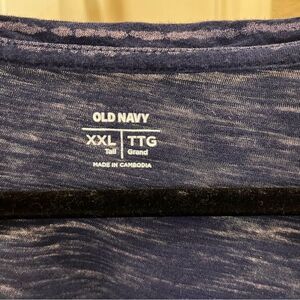 OLD NAVY
XXL | TTG
Tall | Grand
MADE IN CAMBODIA